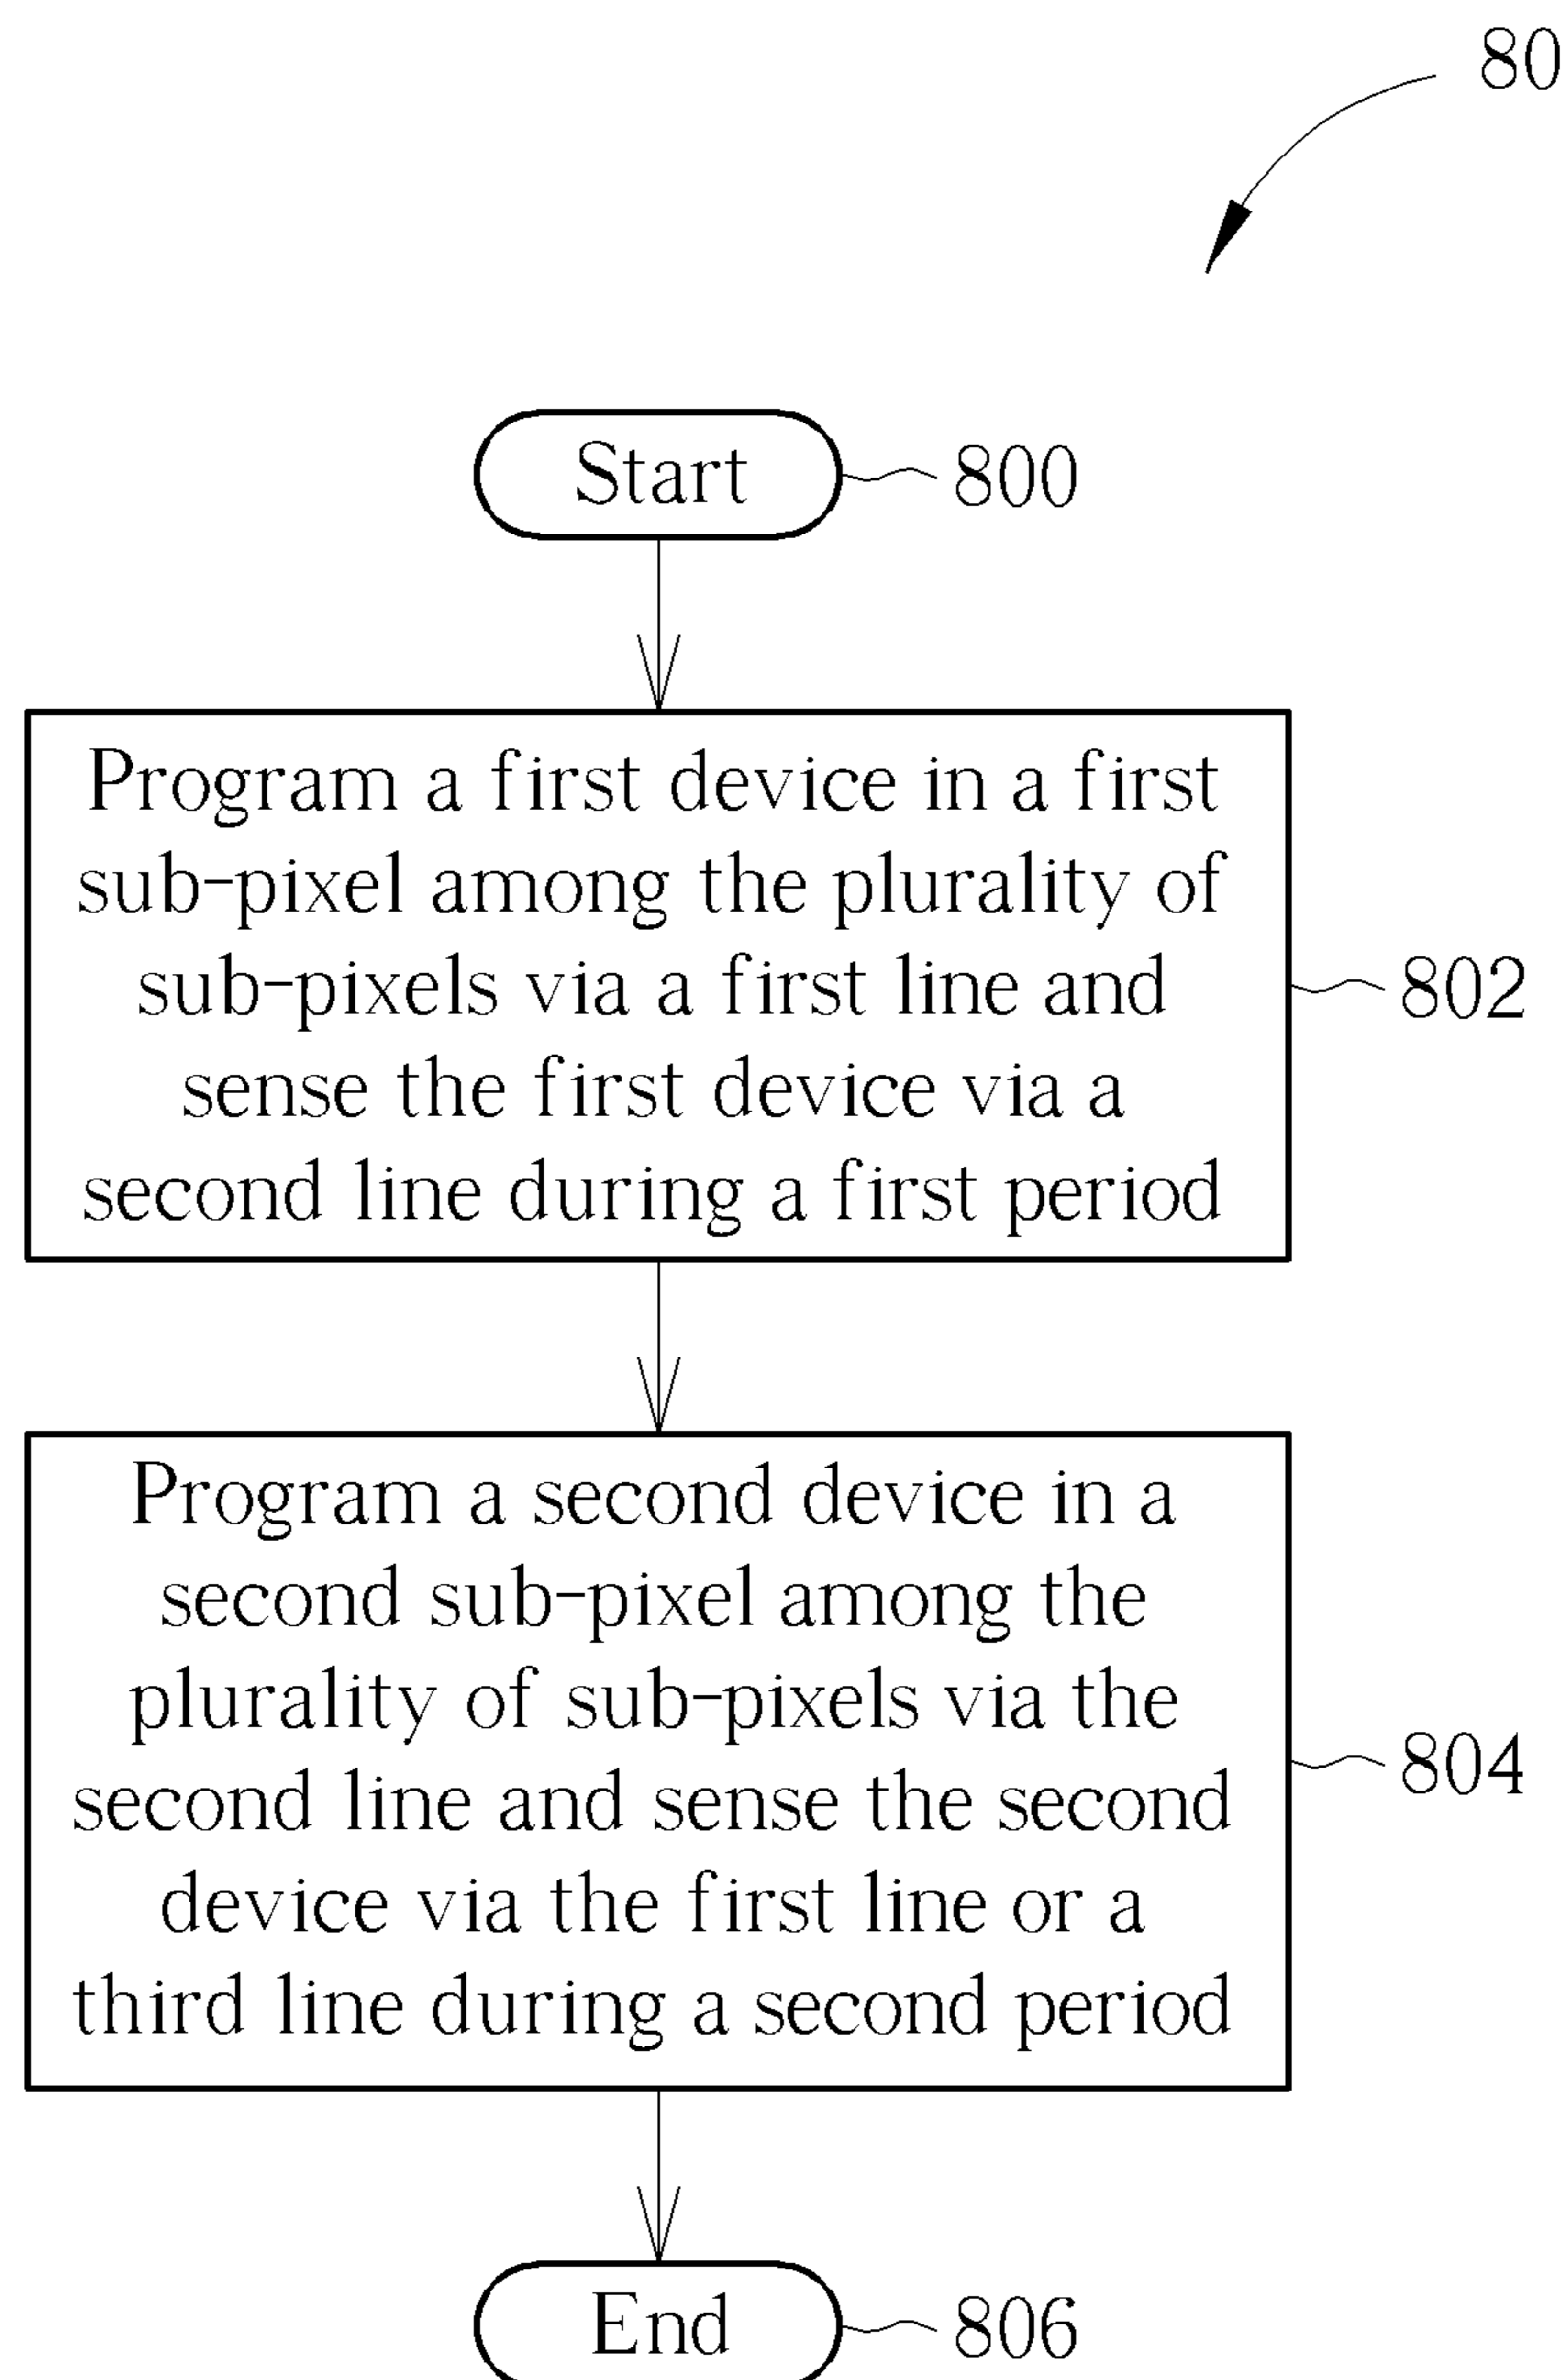 80
Start
800
Program a first device in a first
sub-pixel among the plurality of
sub-pixels via a first line and
sense the first device via a
second line during a first period
802
Program a second device in a
second sub-pixel among the
plurality of sub-pixels via the
second line and sense the second
device via the first line or a
third line during a second period
804
End
806